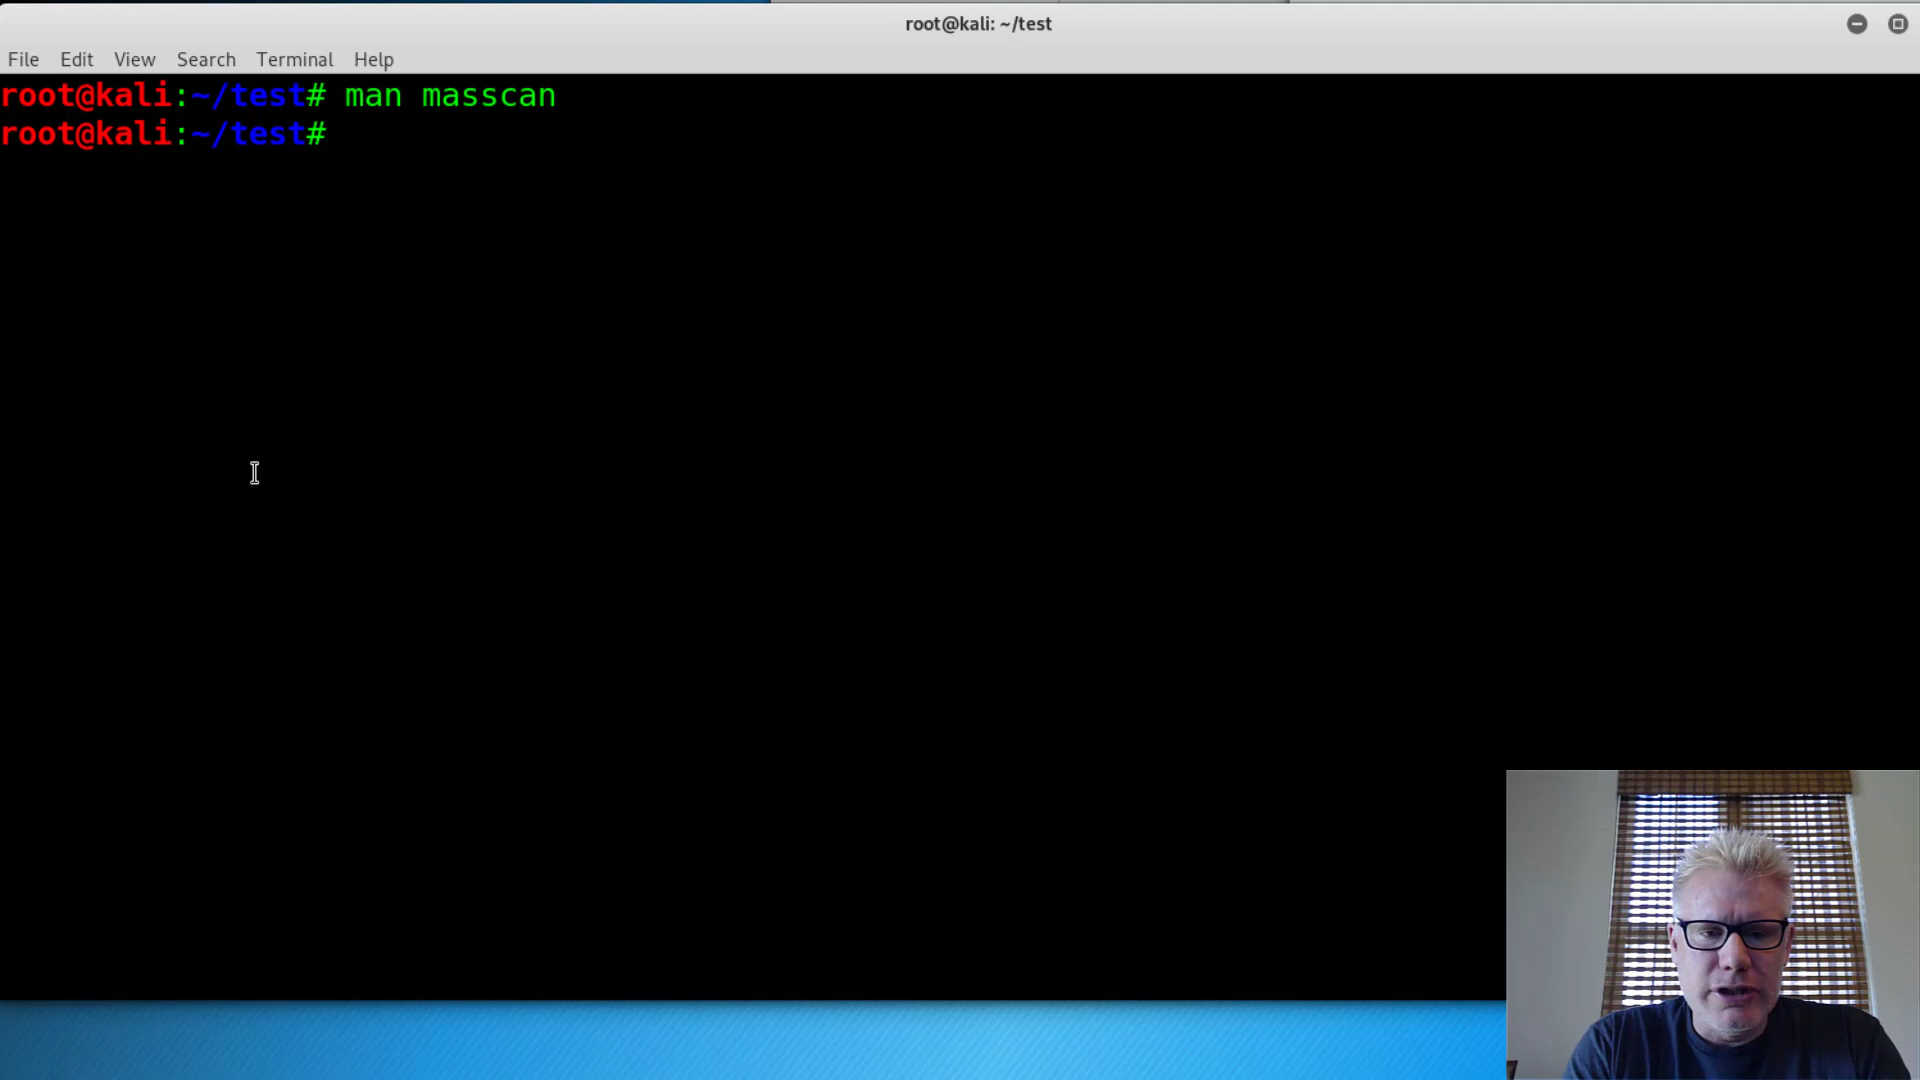 root@kali: ~/test
File Edit View Search Terminal Help
root@kali:~/test# man masscan
root@kali:~/test#